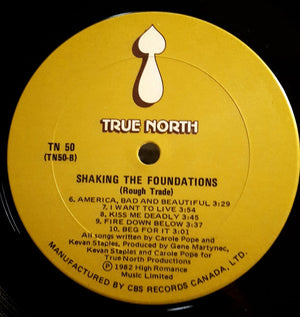 TRUE NORTH
TN 50
(TN50-B)
SHAKING THE FOUNDATIONS
(Rough Trade)
6. AMERICA, BAD AND BEAUTIFUL 3:29
7. I WANT TO LIVE 3:54
8. KISS ME DEADLY 3:45
9. FIRE DOWN BELOW 3:37
10. BEG FOR IT 3:01
All songs written by Carole Pope and
Kevan Staples, Produced by Gene Martynec,
Kevan Staples and Carole Pope for
True North Productions
Ⓟ 1982 High Romance
Music Limited
MANUFACTURED BY CBS RECORDS CANADA, LTD.